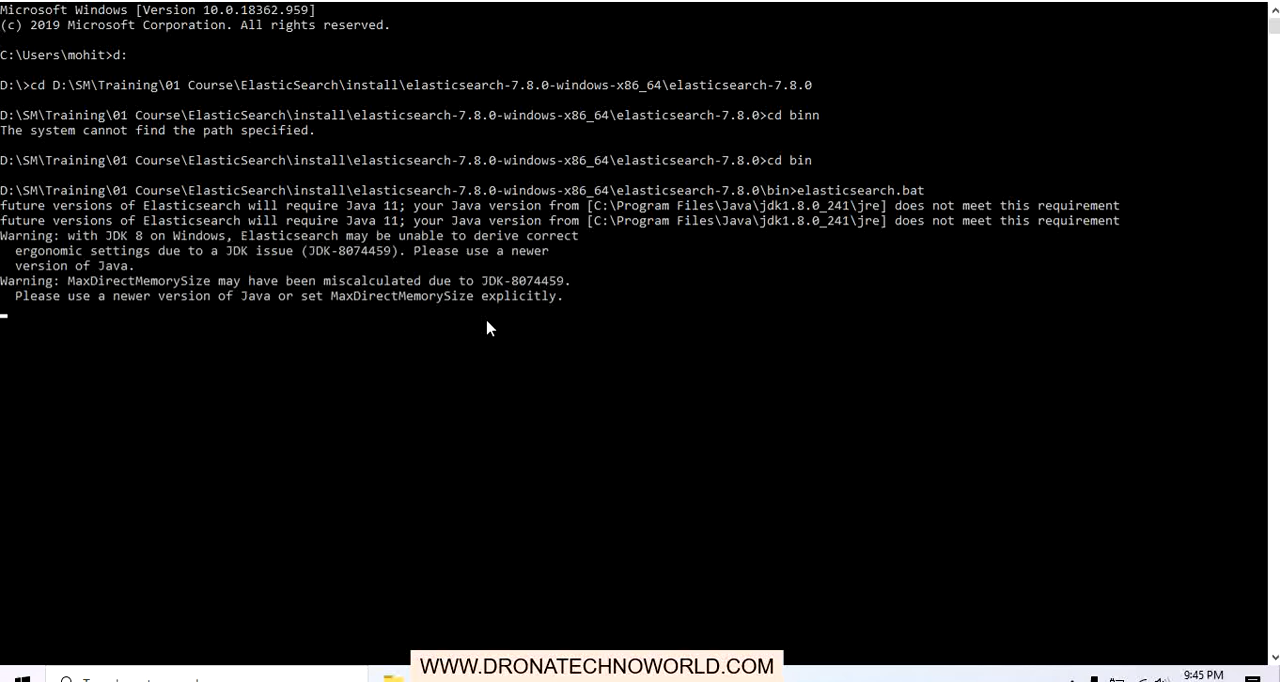 Microsoft Windows [Version 10.0.18362.959]
(c) 2019 Microsoft Corporation. All rights reserved.
C:\Users\mohit>d:
D:\>cd D:\SM\Training\01 Course\ElasticSearch\install\elasticsearch-7.8.0-windows-x86_64\elasticsearch-7.8.0
D:\SM\Training\01 Course\ElasticSearch\install\elasticsearch-7.8.0-windows-x86_64\elasticsearch-7.8.0>cd binn
The system cannot find the path specified.
D:\SM\Training\01 Course\ElasticSearch\install\elasticsearch-7.8.0-windows-x86_64\elasticsearch-7.8.0>cd bin
D:\SM\Training\01 Course\ElasticSearch\install\elasticsearch-7.8.0-windows-x86_64\elasticsearch-7.8.0\bin>elasticsearch.bat
future versions of Elasticsearch will require Java 11; your Java version from [C:\Program Files\Java\jdk1.8.0_241\jre] does not meet this requirement
future versions of Elasticsearch will require Java 11; your Java version from [C:\Program Files\Java\jdk1.8.0_241\jre] does not meet this requirement
Warning: with JDK 8 on Windows, Elasticsearch may be unable to derive correct
ergonomic settings due to a JDK issue (JDK-8074459). Please use a newer
version of Java.
Warning: MaxDirectMemorySize may have been miscalculated due to JDK-8074459.
Please use a newer version of Java or set MaxDirectMemorySize explicitly.
WWW.DRONATECHNOWORLD.COM
9:45 PM